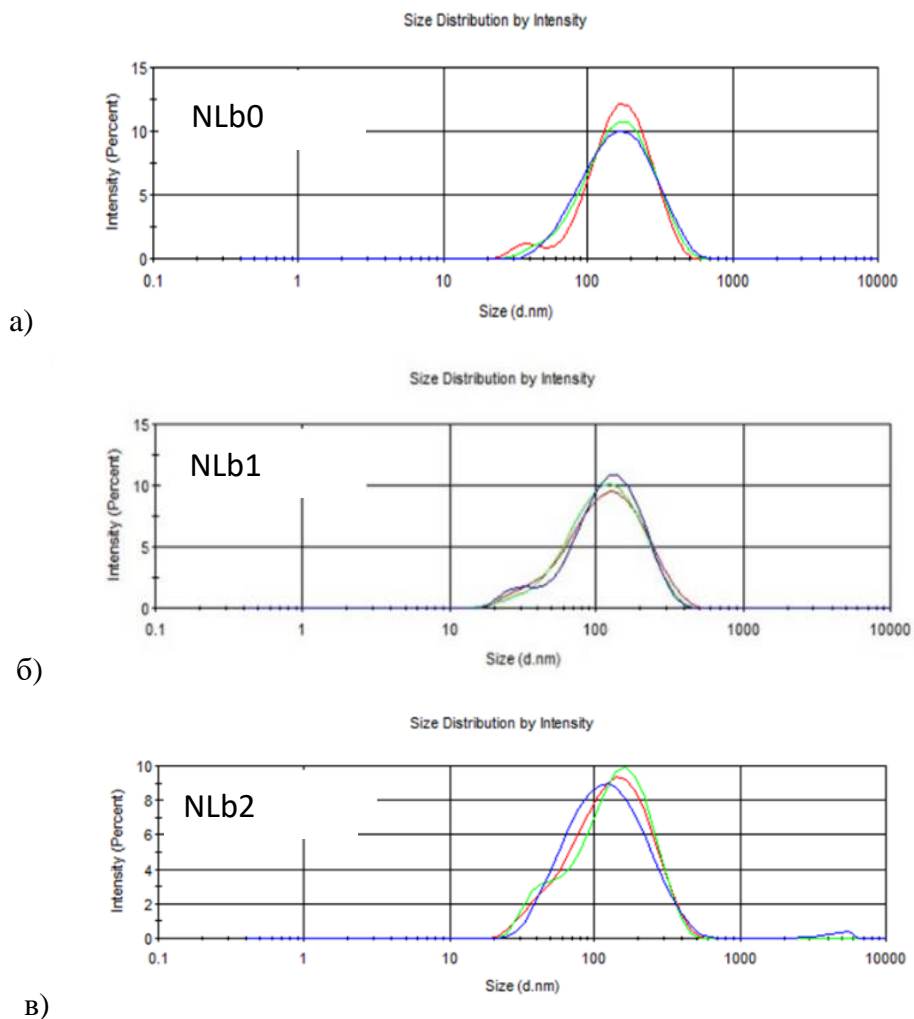 Size Distribution by Intensity
Intensity (Percent)
15
10
5
0
NLb0
0.1 1 10 100 1000 10000
Size (d.nm)
а)
Size Distribution by Intensity
Intensity (Percent)
15
10
5
0
NLb1
0.1 1 10 100 1000 10000
Size (d.nm)
б)
Size Distribution by Intensity
Intensity (Percent)
10
8
6
4
2
0
NLb2
0.1 1 10 100 1000 10000
Size (d.nm)
в)